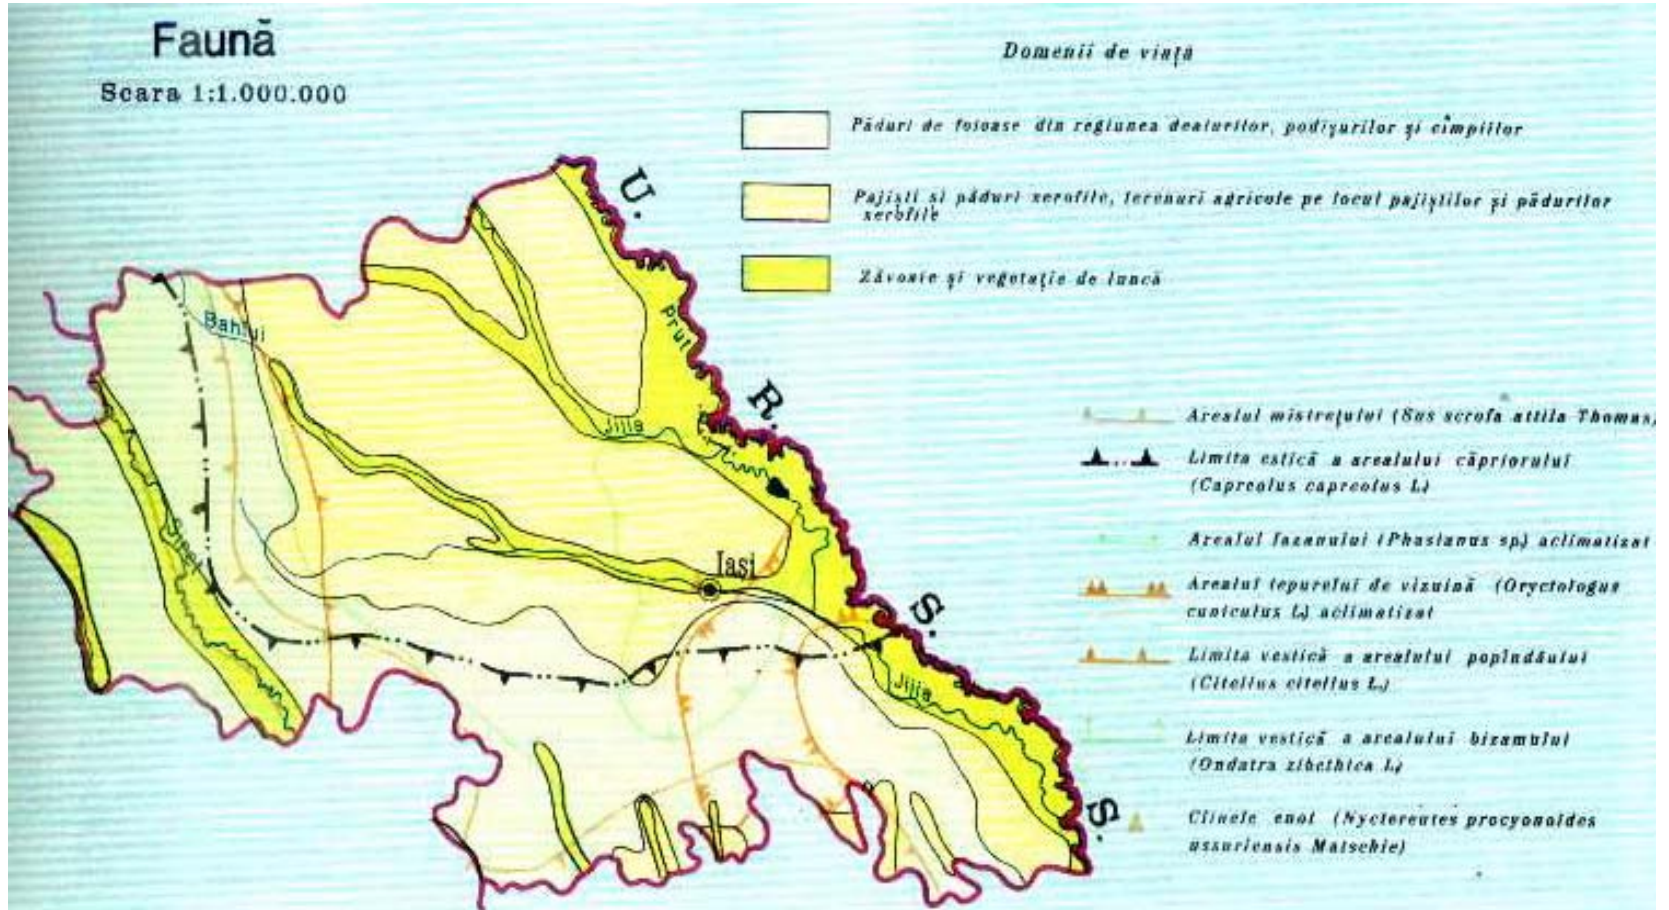 Faună
Scara 1:1.000.000
Domenii de viață
Păduri de foioase din regiunea dealurilor, podișurilor și cîmpiilor
Pajiști si păduri xerofile, terenuri agricole pe locul pajiștilor și pădurilor
xerofile
Zăvoaie și vegetație de luncă
U.
R.
S.
S.
Bahlui
Prut
Jijia
Siret
Iași
Jijia
Arealul mistrețului (Sus scrofa attila Thomas)
Limita estică a arealului căpriorului
(Capreolus capreolus L)
Arealul fazanului (Phasianus sp.) aclimatizat
Arealul iepurelui de vizuină (Oryctologus
cuniculus L.) aclimatizat
Limita vestică a arealului popîndăului
(Citellus citellus L.)
Limita vestică a arealului bizamului
(Ondatra zibethica L.)
Clinele enot (Nyctereutes procyonoides
ussuriensis Matschie)